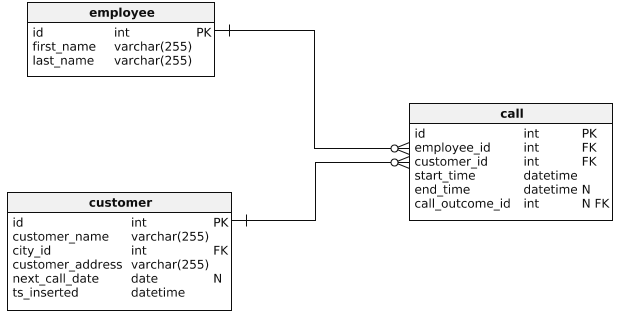 employee
id int PK
first_name varchar(255)
last_name varchar(255)
call
id int PK
employee_id int FK
customer_id int FK
start_time datetime
end_time datetime N
call_outcome_id int N FK
customer
id int PK
customer_name varchar(255)
city_id int FK
customer_address varchar(255)
next_call_date date N
ts_inserted datetime